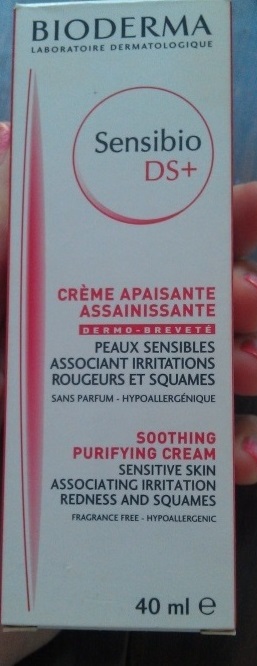 BIODERMA
LABORATOIRE DERMATOLOGIQUE
Sensibio
DS+
CRÈME APAISANTE
ASSAINISSANTE
DERMO-BREVETÉ
PEAUX SENSIBLES
ASSOCIANT IRRITATIONS
ROUGEURS ET SQUAMES
SANS PARFUM - HYPOALLERGÉNIQUE
SOOTHING
PURIFYING CREAM
SENSITIVE SKIN
ASSOCIATING IRRITATION
REDNESS AND SQUAMES
FRAGRANCE FREE - HYPOALLERGENIC
40 ml ℮